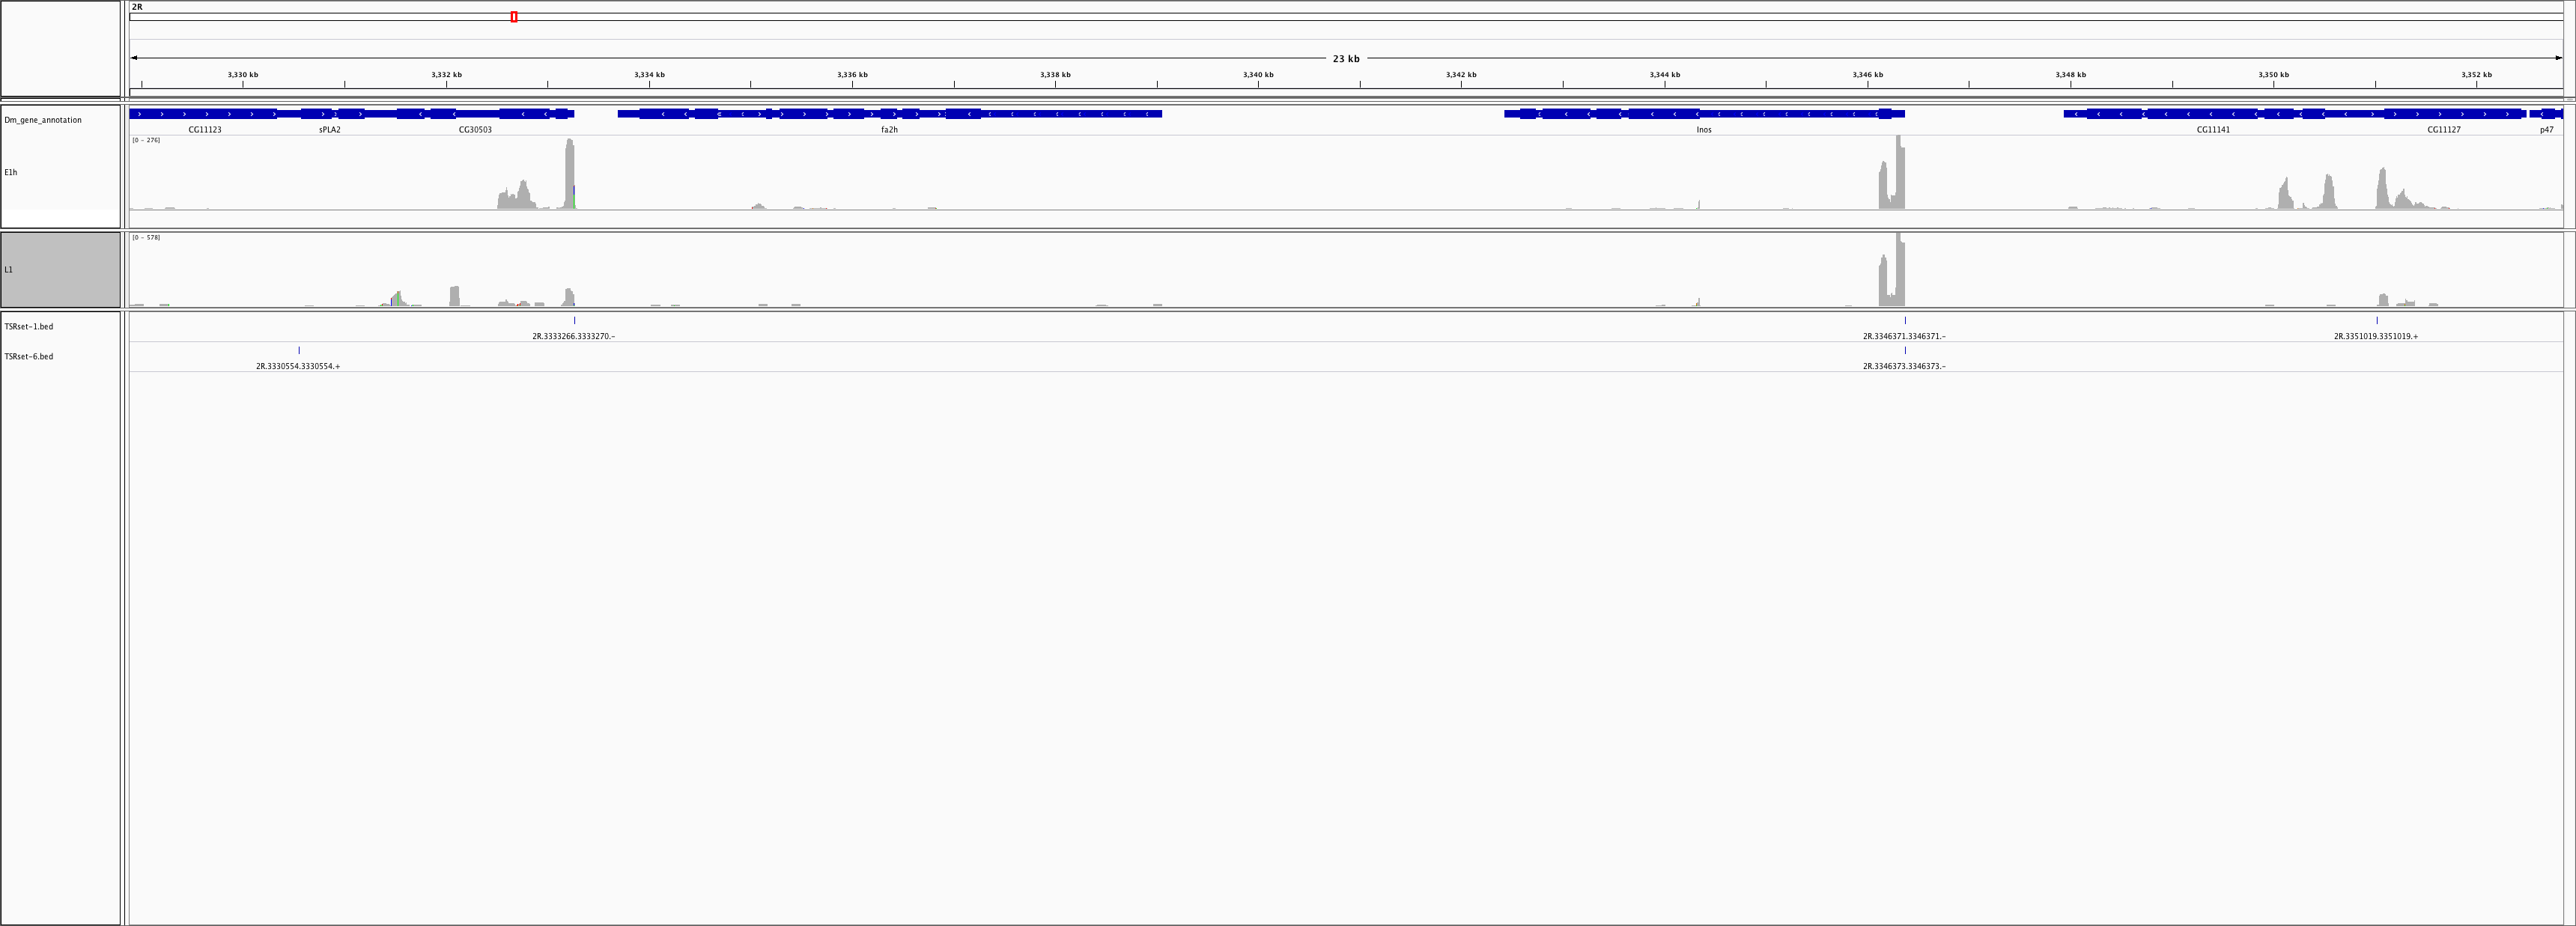 2R
23 kb
3,330 kb 3,332 kb 3,334 kb 3,336 kb 3,338 kb 3,340 kb 3,342 kb 3,344 kb 3,346 kb 3,348 kb 3,350 kb 3,352 kb
Dm_gene_annotation
CG11123 sPLA2 CG30503 fa2h Inos CG11141 CG11127 p47
[0 - 276]
E1h
[0 - 578]
L1
TSRset-1.bed
2R.3333266.3333270.- 2R.3346371.3346371.- 2R.3351019.3351019.+
TSRset-6.bed
2R.3330554.3330554.+ 2R.3346373.3346373.-